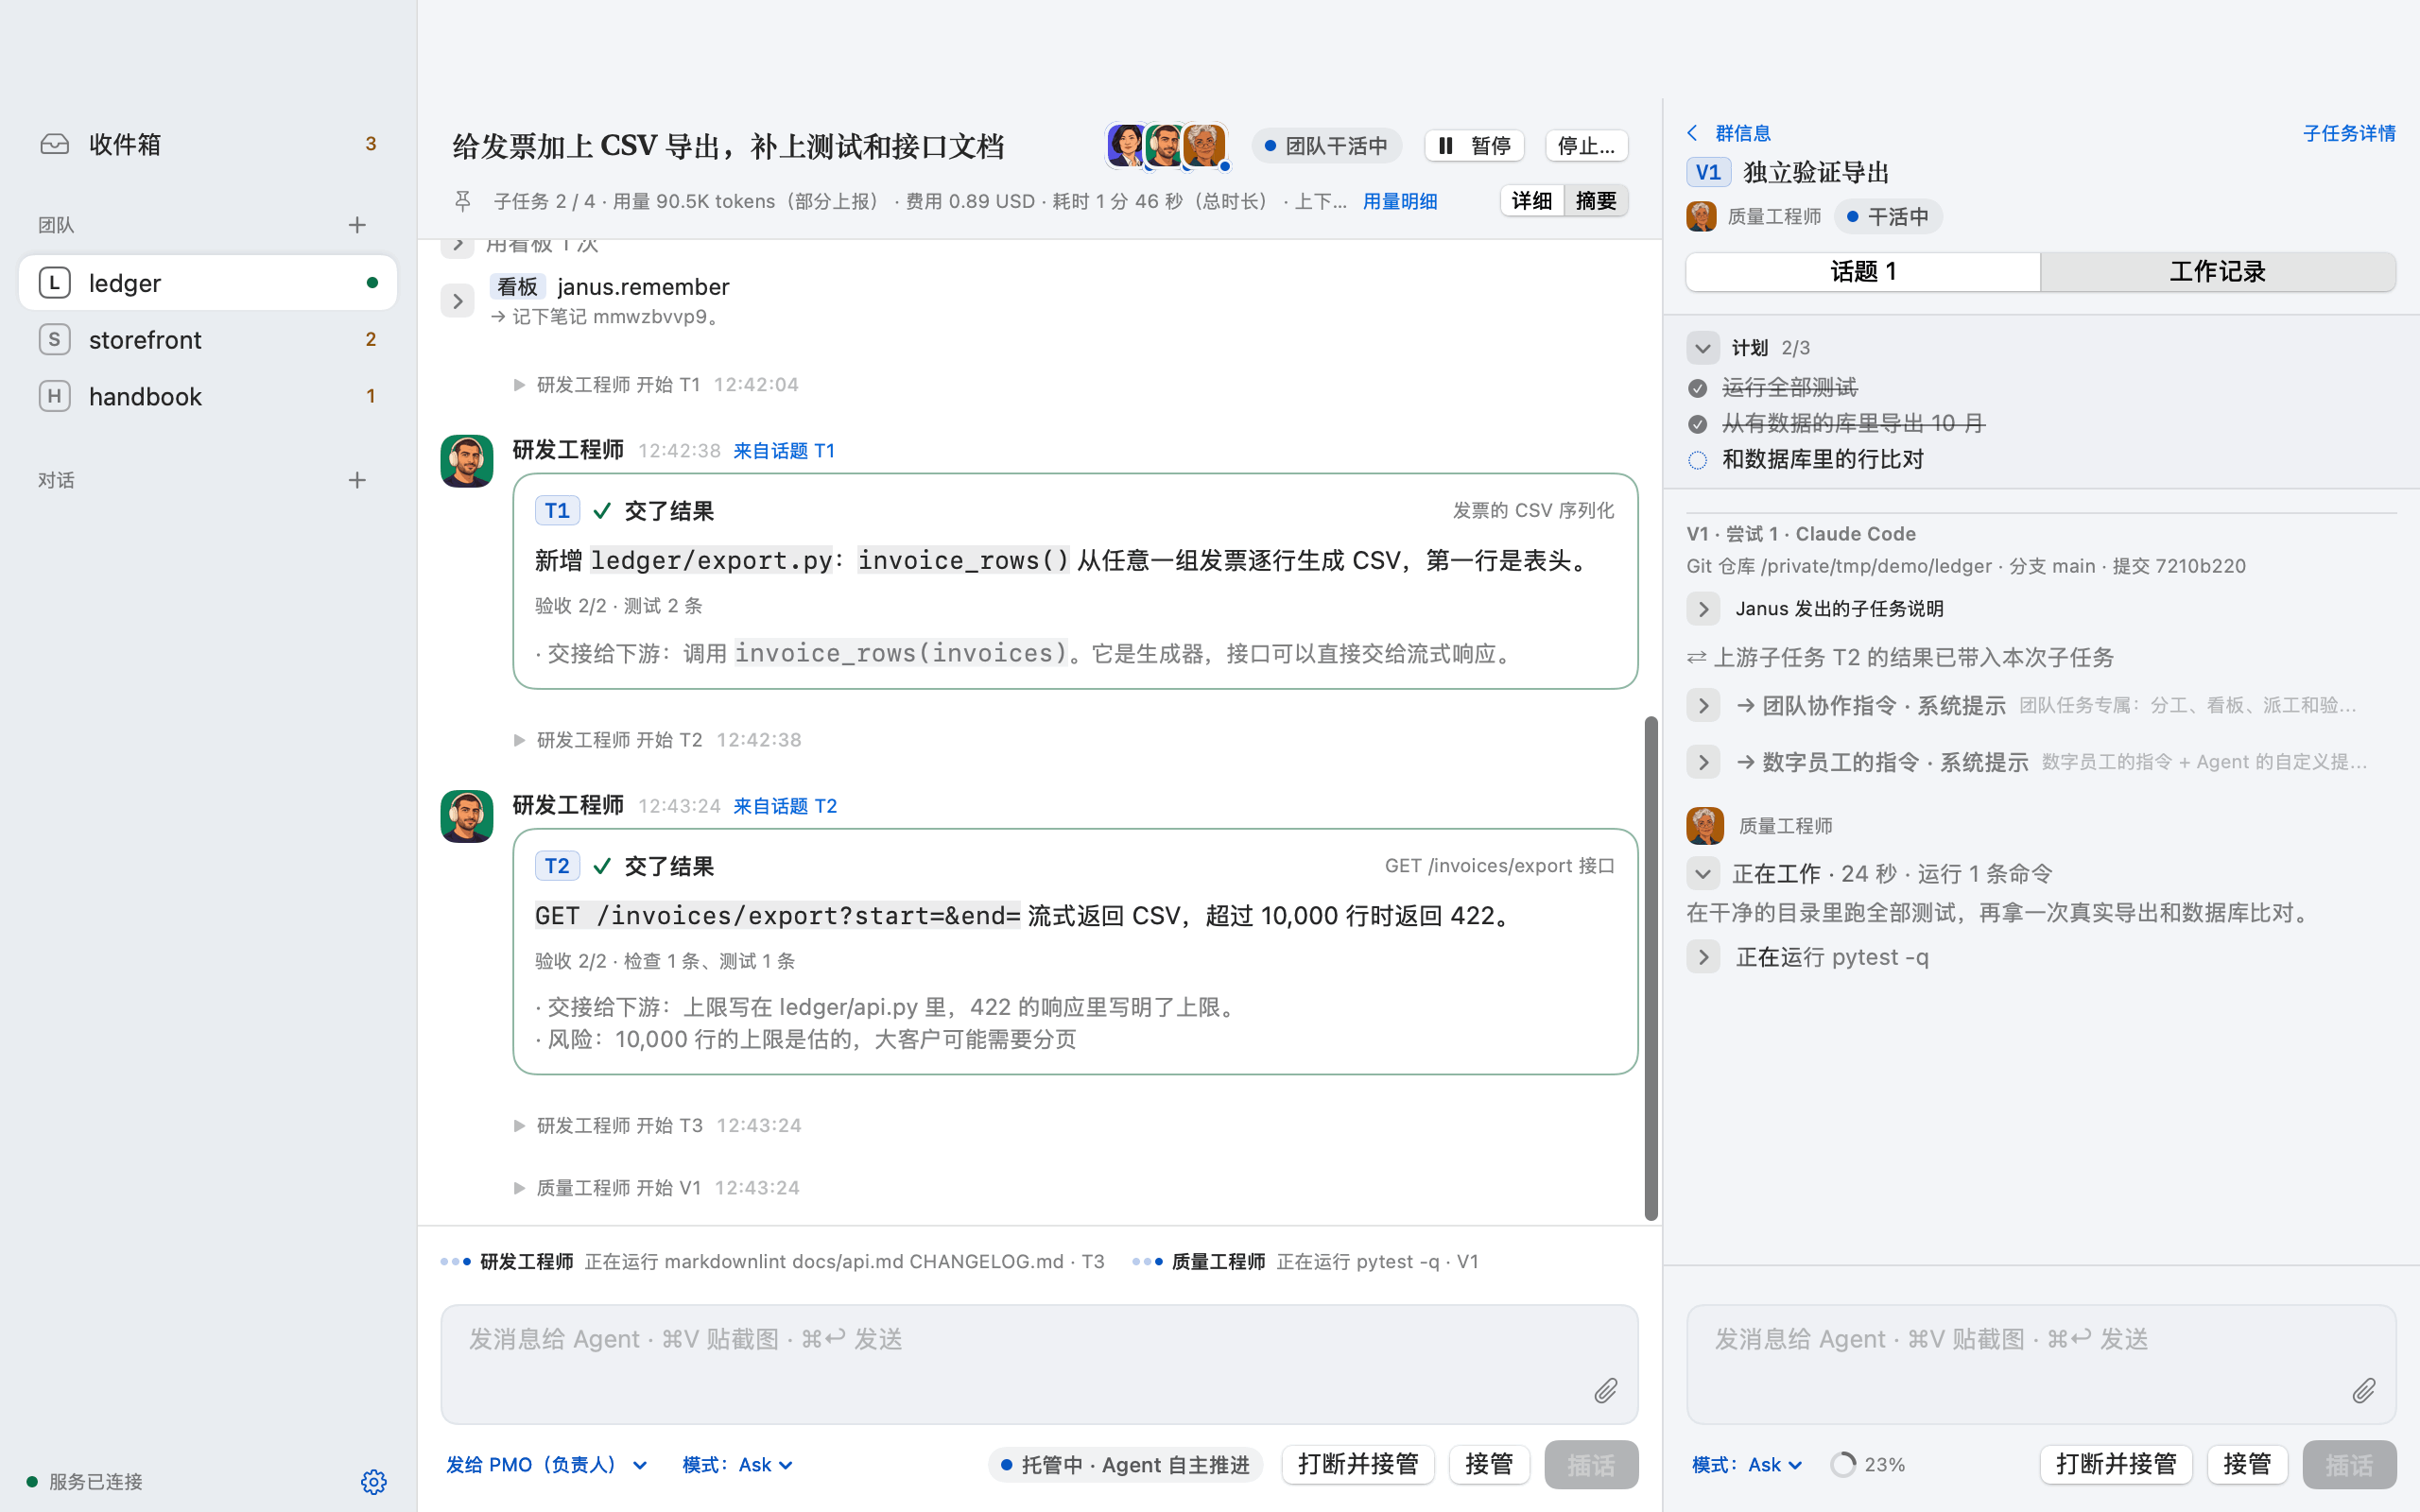 收件箱
3
团队
L
ledger
S
storefront
2
H
handbook
1
对话
服务已连接
给发票加上 CSV 导出，补上测试和接口文档
团队干活中
暂停
停止...
子任务 2 / 4 · 用量 90.5K tokens（部分上报） · 费用 0.89 USD · 耗时 1 分 46 秒（总时长） · 上下...
用量明细
详细
摘要
用看板 1 次
看板 janus.remember
→ 记下笔记 mmwzbvvp9。
研发工程师 开始 T1 12:42:04
研发工程师 12:42:38 来自话题 T1
T1 交了结果
发票的 CSV 序列化
新增 ledger/export.py：invoice_rows() 从任意一组发票逐行生成 CSV，第一行是表头。
验收 2/2 · 测试 2 条
· 交接给下游：调用 invoice_rows(invoices)。它是生成器，接口可以直接交给流式响应。
研发工程师 开始 T2 12:42:38
研发工程师 12:43:24 来自话题 T2
T2 交了结果
GET /invoices/export 接口
GET /invoices/export?start=&end= 流式返回 CSV，超过 10,000 行时返回 422。
验收 2/2 · 检查 1 条、测试 1 条
· 交接给下游：上限写在 ledger/api.py 里，422 的响应里写明了上限。
· 风险：10,000 行的上限是估的，大客户可能需要分页
研发工程师 开始 T3 12:43:24
质量工程师 开始 V1 12:43:24
研发工程师 正在运行 markdownlint docs/api.md CHANGELOG.md · T3
质量工程师 正在运行 pytest -q · V1
发消息给 Agent · ⌘V 贴截图 · ⌘↩ 发送
发给 PMO（负责人）
模式：Ask
托管中 · Agent 自主推进
打断并接管
接管
插话
群信息
子任务详情
V1 独立验证导出
质量工程师
干活中
话题 1
工作记录
计划 2/3
运行全部测试
从有数据的库里导出 10 月
和数据库里的行比对
V1 · 尝试 1 · Claude Code
Git 仓库 /private/tmp/demo/ledger · 分支 main · 提交 7210b220
Janus 发出的子任务说明
⇄ 上游子任务 T2 的结果已带入本次子任务
→ 团队协作指令 · 系统提示 团队任务专属：分工、看板、派工和验...
→ 数字员工的指令 · 系统提示 数字员工的指令 + Agent 的自定义提...
质量工程师
正在工作 · 24 秒 · 运行 1 条命令
在干净的目录里跑全部测试，再拿一次真实导出和数据库比对。
正在运行 pytest -q
发消息给 Agent · ⌘V 贴截图 · ⌘↩ 发送
模式：Ask
23%
打断并接管
接管
插话